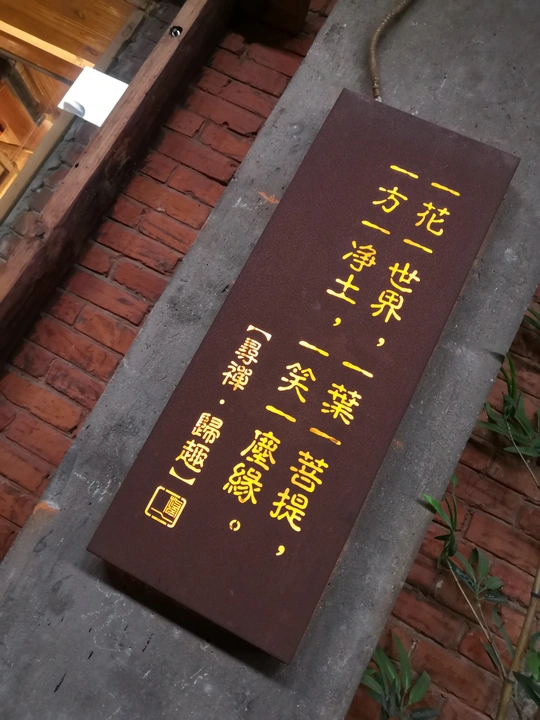 一花一世界，一葉一菩提，
一方一净土，一笑一塵緣。
【尋禪·歸趣】